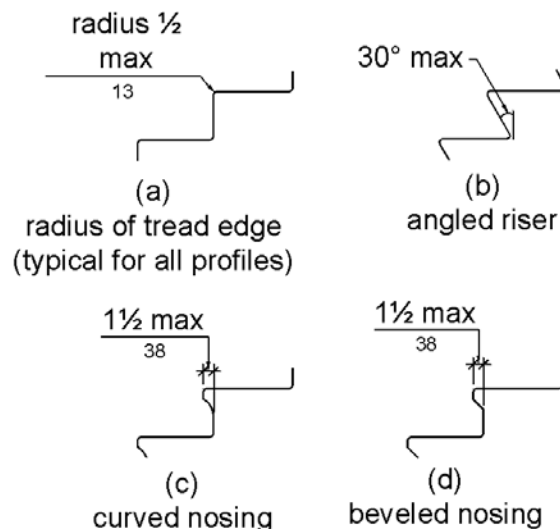 radius ½
max
13
(a)
radius of tread edge
(typical for all profiles)
30° max
(b)
angled riser
1½ max
38
(c)
curved nosing
1½ max
38
(d)
beveled nosing